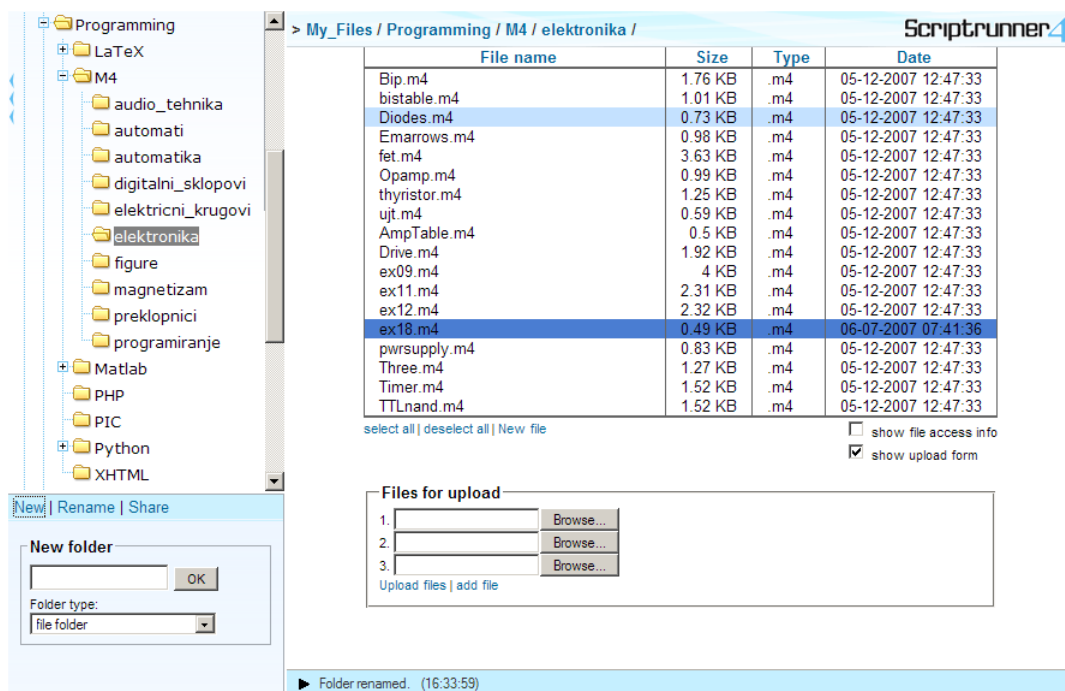 Programming
LaTeX
M4
audio_tehnika
automati
automatika
digitalni_sklopovi
elektricni_krugovi
elektronika
figure
magnetizam
preklopnici
programiranje
Matlab
PHP
PIC
Python
XHTML
New | Rename | Share
New folder
OK
Folder type:
file folder
> My_Files / Programming / M4 / elektronika /
Scriptrunner4
File name Size Type Date
Bip.m4 1.76 KB .m4 05-12-2007 12:47:33
bistable.m4 1.01 KB .m4 05-12-2007 12:47:33
Diodes.m4 0.73 KB .m4 05-12-2007 12:47:33
Emarrows.m4 0.98 KB .m4 05-12-2007 12:47:33
fet.m4 3.63 KB .m4 05-12-2007 12:47:33
Opamp.m4 0.99 KB .m4 05-12-2007 12:47:33
thyristor.m4 1.25 KB .m4 05-12-2007 12:47:33
ujt.m4 0.59 KB .m4 05-12-2007 12:47:33
AmpTable.m4 0.5 KB .m4 05-12-2007 12:47:33
Drive.m4 1.92 KB .m4 05-12-2007 12:47:33
ex09.m4 4 KB .m4 05-12-2007 12:47:33
ex11.m4 2.31 KB .m4 05-12-2007 12:47:33
ex12.m4 2.32 KB .m4 05-12-2007 12:47:33
ex18.m4 0.49 KB .m4 06-07-2007 07:41:36
pwrsupply.m4 0.83 KB .m4 05-12-2007 12:47:33
Three.m4 1.27 KB .m4 05-12-2007 12:47:33
Timer.m4 1.52 KB .m4 05-12-2007 12:47:33
TTLnand.m4 1.52 KB .m4 05-12-2007 12:47:33
select all | deselect all | New file
show file access info
show upload form
Files for upload
1. Browse...
2. Browse...
3. Browse...
Upload files | add file
Folder renamed. (16:33:59)